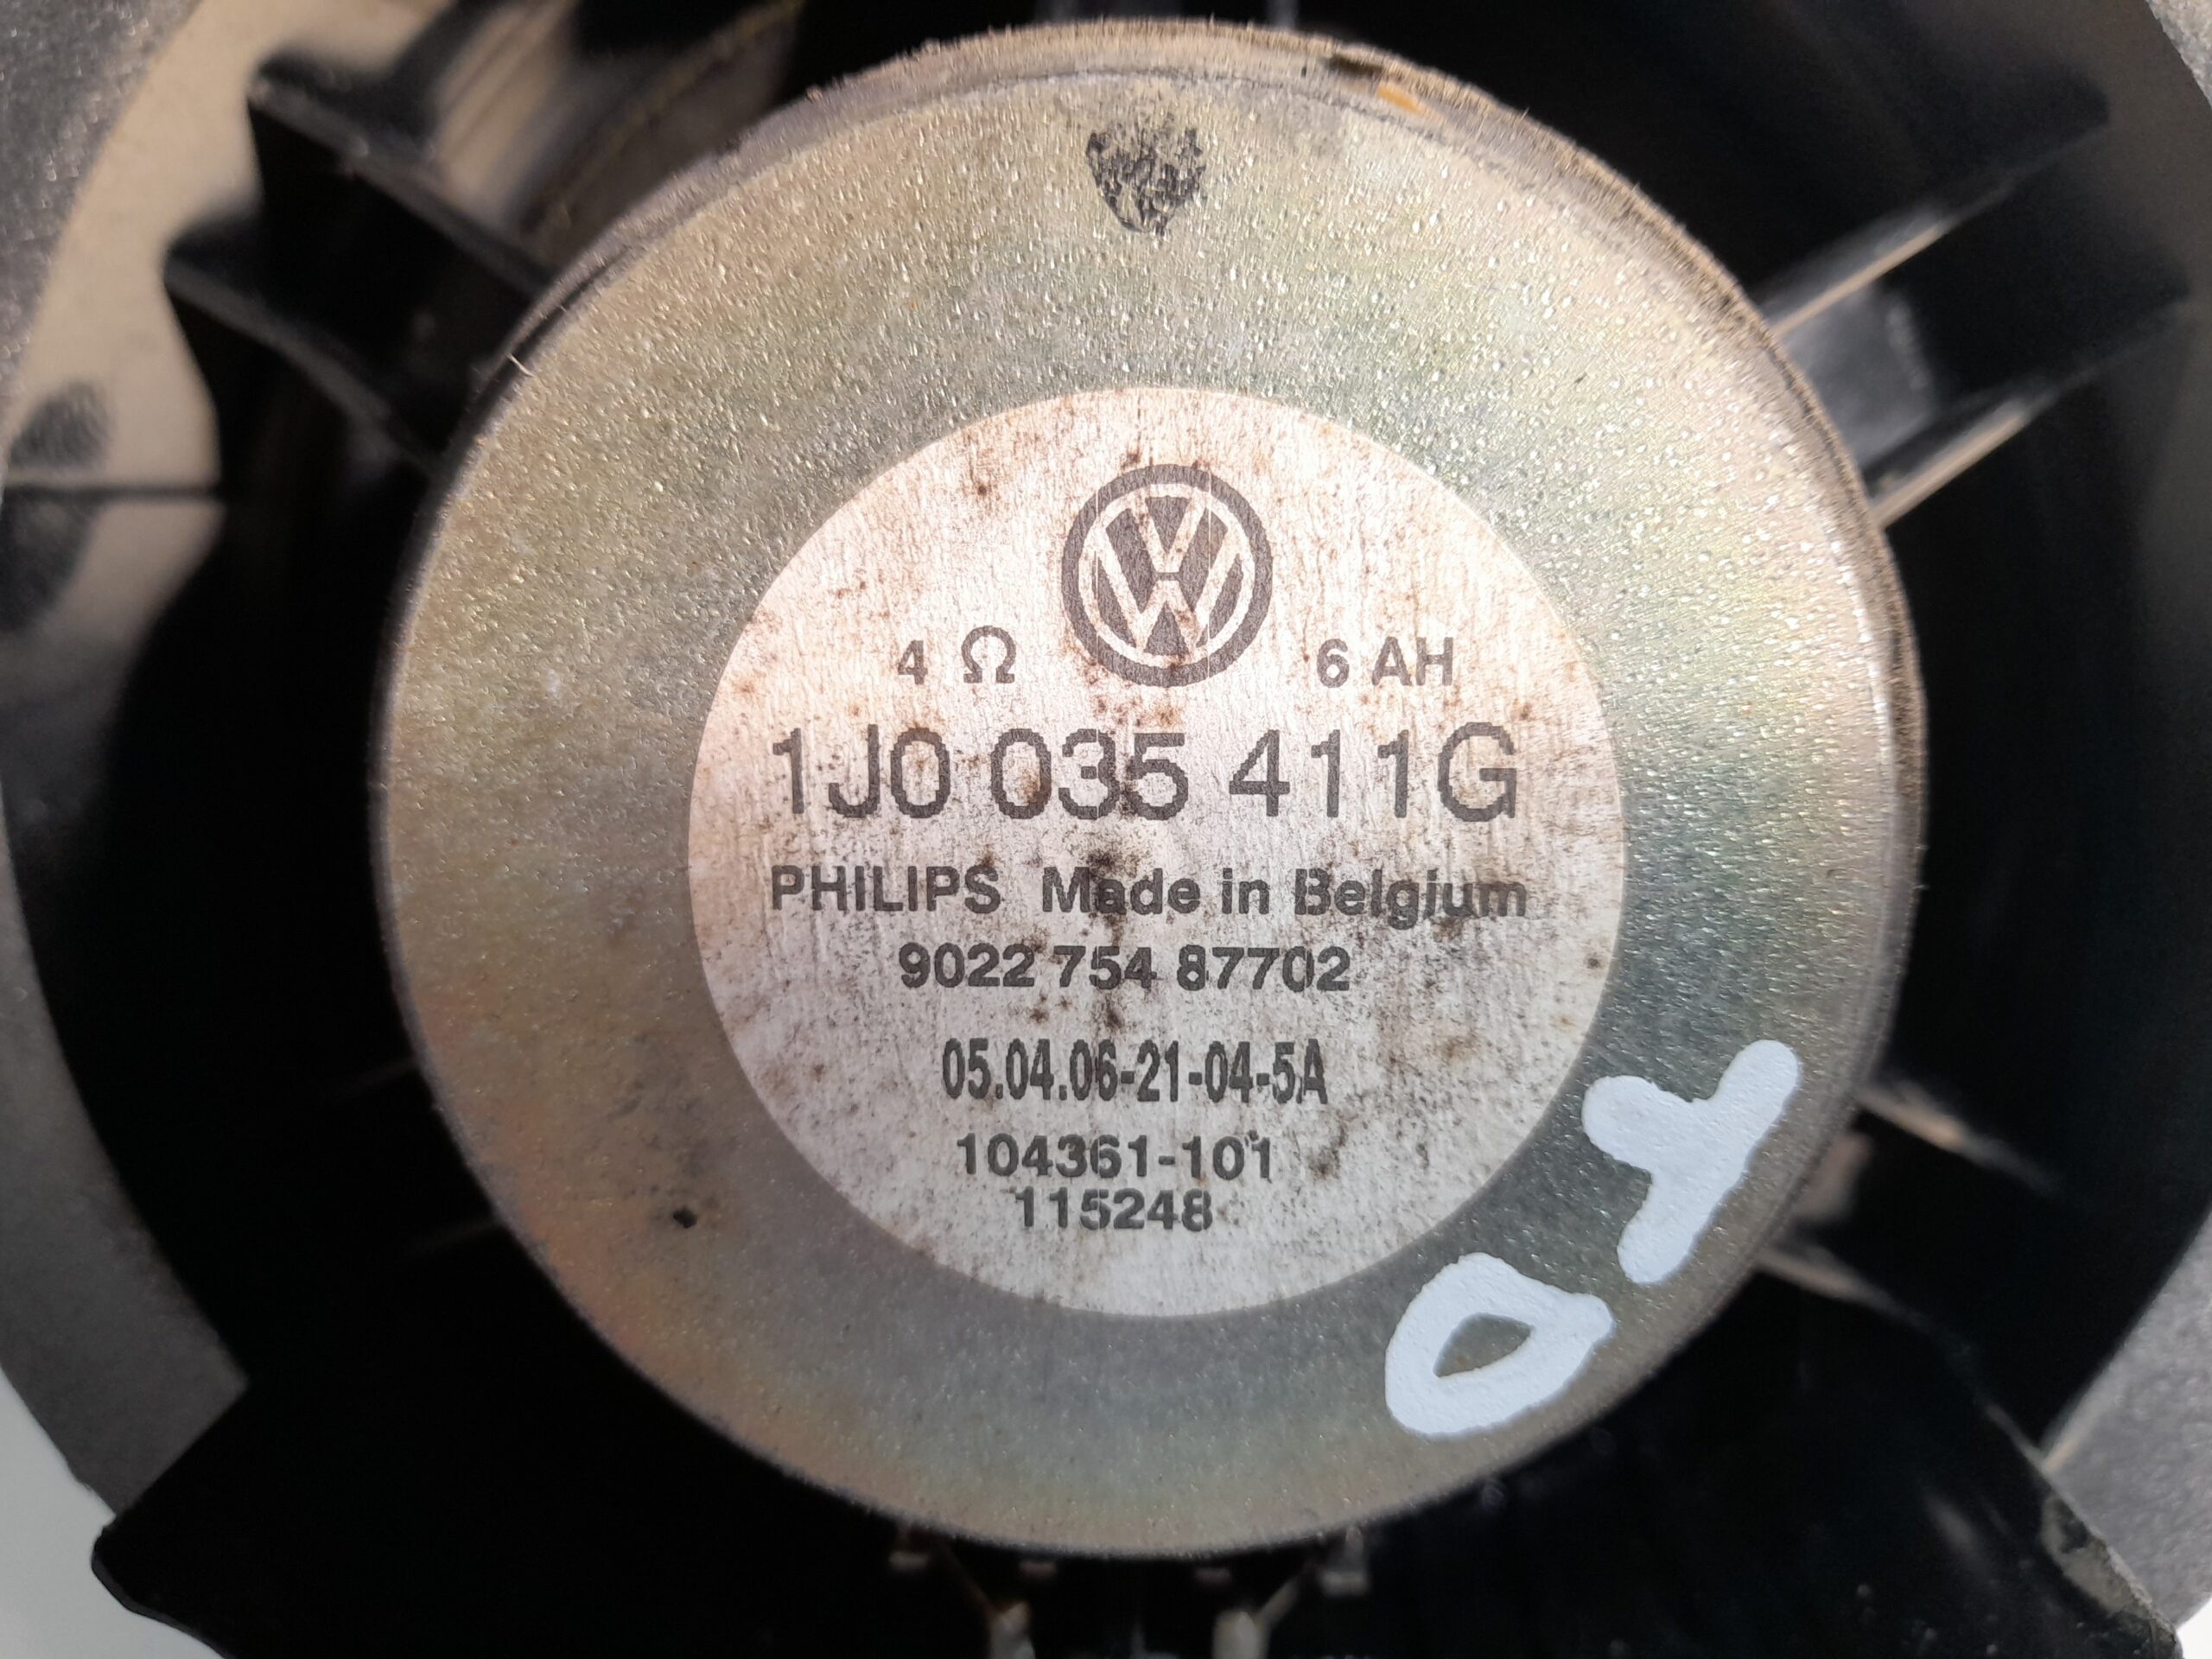 4 Ω 6 AH
1J0 035 411G
PHILIPS Made in Belgium
9022 754 87702
05.04.06-21-04-5A
104361-101
115248